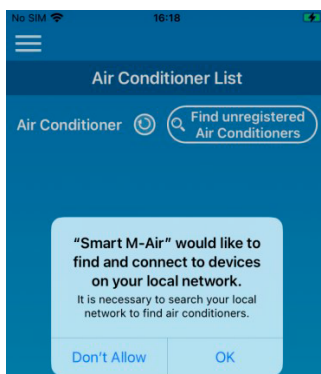 No SIM 16:18
Air Conditioner List
Air Conditioner
Find unregistered
Air Conditioners
"Smart M-Air" would like to
find and connect to devices
on your local network.
It is necessary to search your local
network to find air conditioners.
Don't Allow
OK